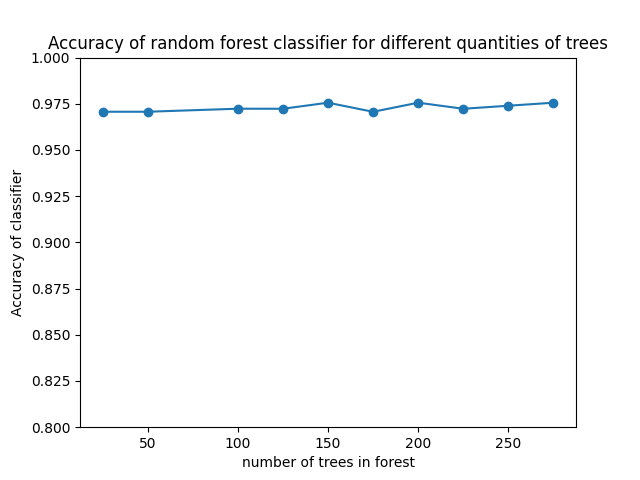 Accuracy of random forest classifier for different quantities of trees
1.000
0.975
0.950
0.925
0.900
0.875
0.850
0.825
0.800
Accuracy of classifier
50 100 150 200 250
number of trees in forest